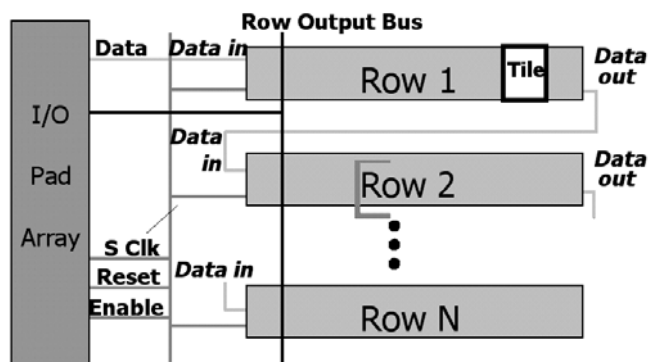 Row Output Bus
Data
Data in
Row 1
Tile
Data
out
I/O
Pad
Array
Data
in
Row 2
Data
out
S Clk
Reset
Enable
Data in
Row N